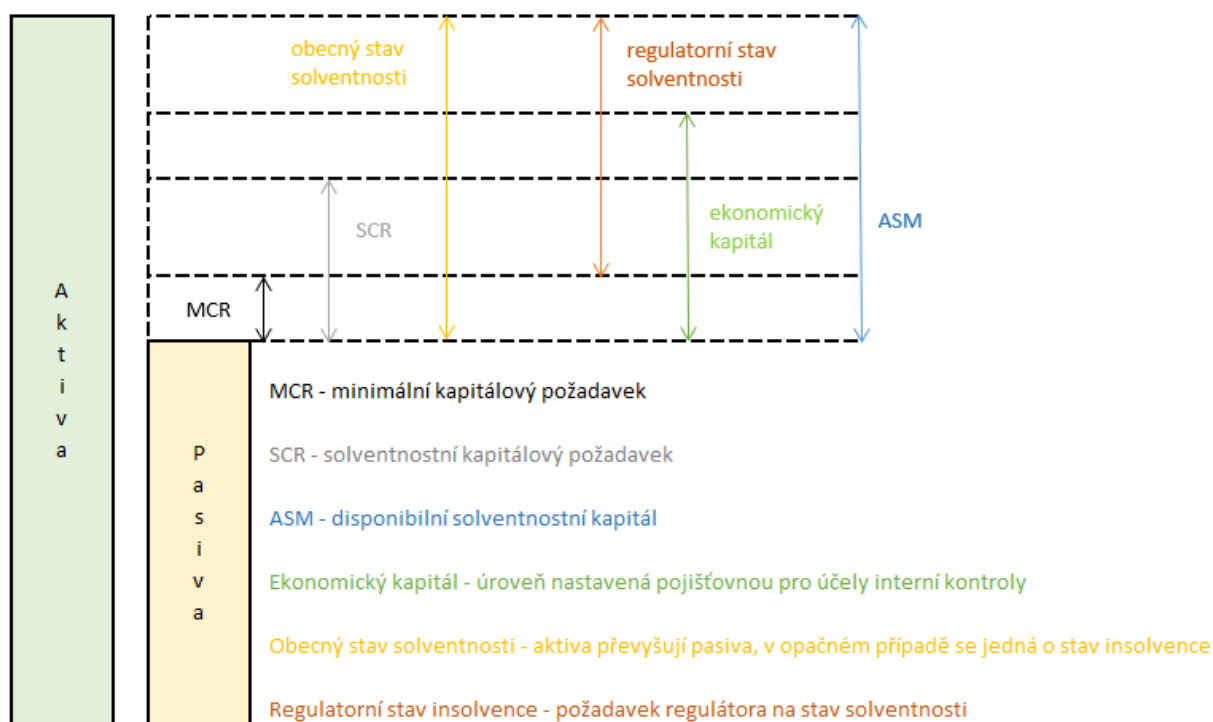 obecný stav
solventnosti
regulatorní stav
solventnosti
SCR
ekonomický
kapitál
ASM
MCR
Aktiva
Pasiva
MCR - minimální kapitálový požadavek
SCR - solventnostní kapitálový požadavek
ASM - disponibilní solventnostní kapitál
Ekonomický kapitál - úroveň nastavená pojišťovnou pro účely interní kontroly
Obecný stav solventnosti - aktiva převyšují pasiva, v opačném případě se jedná o stav insolvence
Regulatorní stav insolvence - požadavek regulátora na stav solventnosti